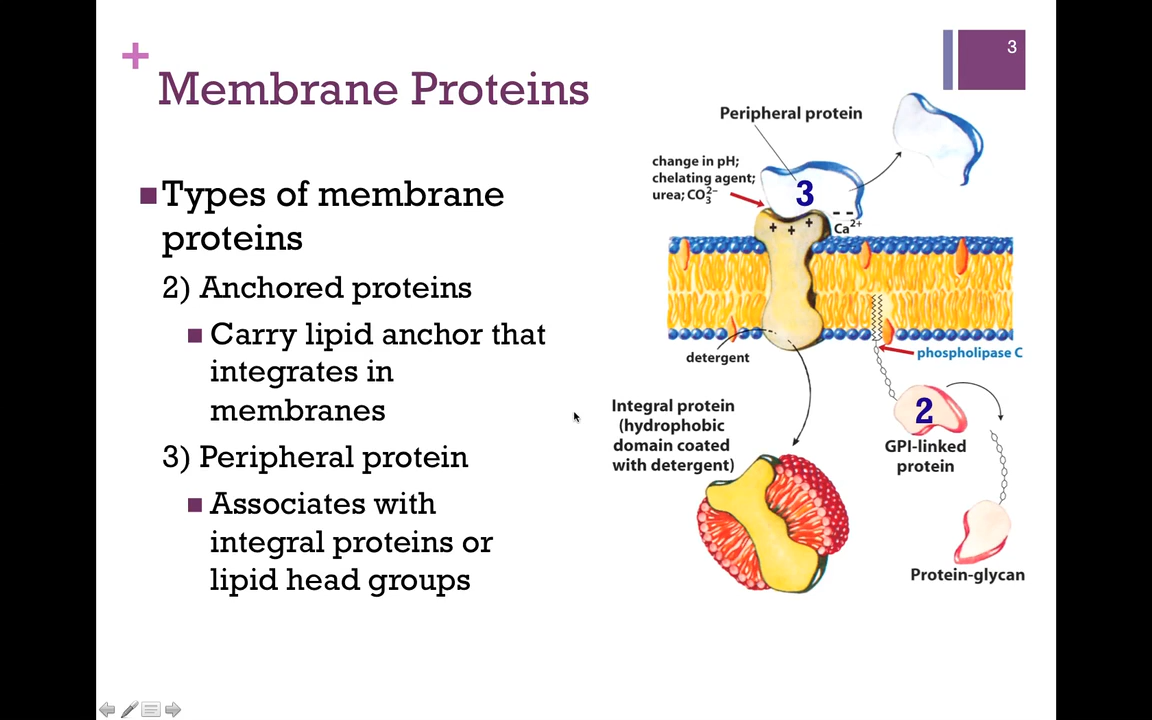 3
+
Membrane Proteins
Types of membrane
proteins
2) Anchored proteins
Carry lipid anchor that
integrates in
membranes
3) Peripheral protein
Associates with
integral proteins or
lipid head groups
Peripheral protein
change in pH;
chelating agent;
urea; CO₃²⁻
3
- -
Ca²⁺
+ + +
detergent
phospholipase C
Integral protein
(hydrophobic
domain coated
with detergent)
2
GPI-linked
protein
Protein-glycan